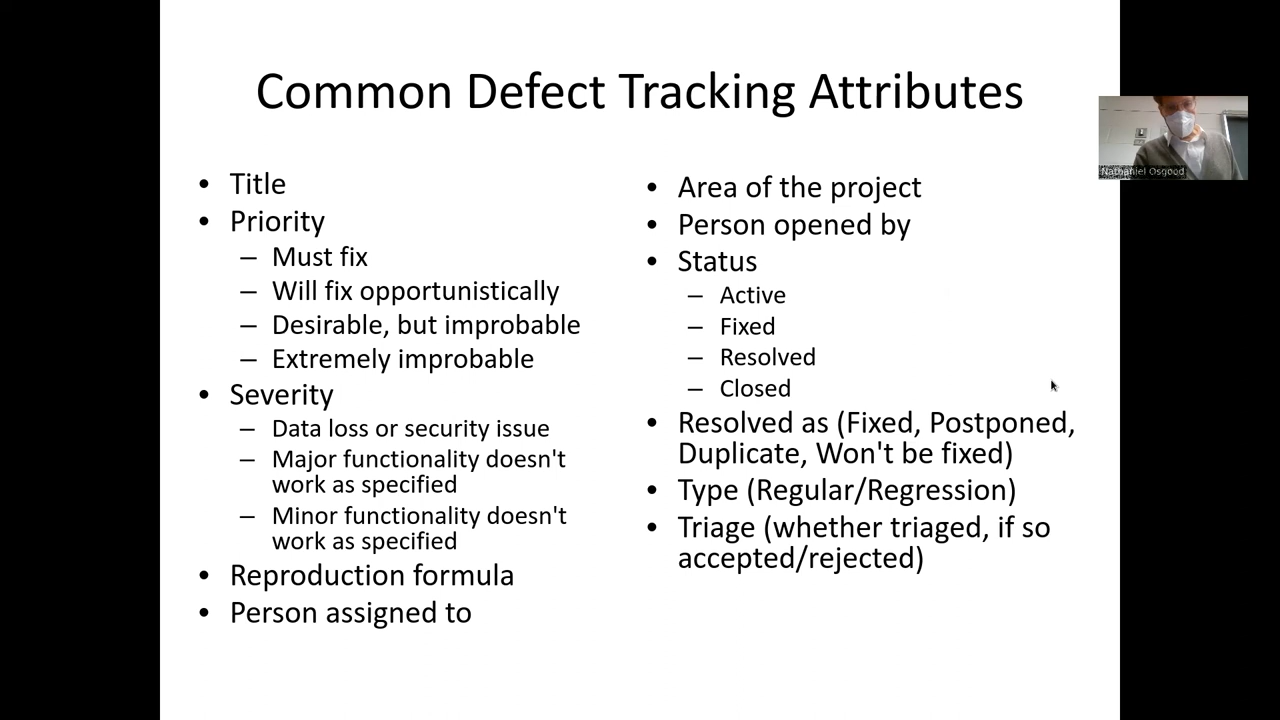 Common Defect Tracking Attributes
• Title
• Priority
– Must fix
– Will fix opportunistically
– Desirable, but improbable
– Extremely improbable
• Severity
– Data loss or security issue
– Major functionality doesn't
work as specified
– Minor functionality doesn't
work as specified
• Reproduction formula
• Person assigned to
• Area of the project
• Person opened by
• Status
– Active
– Fixed
– Resolved
– Closed
• Resolved as (Fixed, Postponed,
Duplicate, Won't be fixed)
• Type (Regular/Regression)
• Triage (whether triaged, if so
accepted/rejected)
Nathaniel Osgood